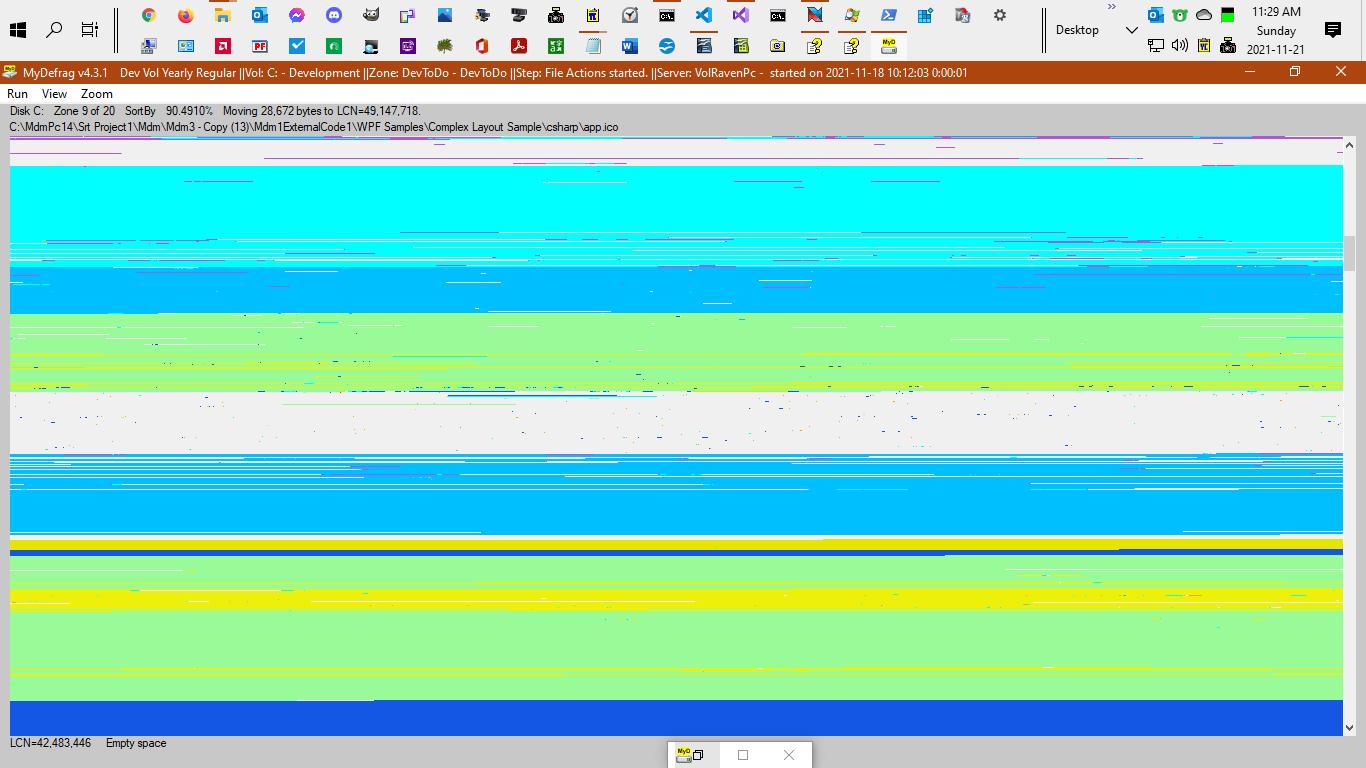 11:29 AM
Desktop
Sunday
2021-11-21
MyDefrag v4.3.1 Dev Vol Yearly Regular ||Vol: C: - Development ||Zone: DevToDo - DevToDo ||Step: File Actions started. ||Server: VolRavenPc - started on 2021-11-18 10:12:03 0:00:01
Run View Zoom
Disk C: Zone 9 of 20 SortBy 90.4910% Moving 28,672 bytes to LCN=49,147,718.
C:\MdmPc14\Srt Project1\Mdm\Mdm3 - Copy (13)\Mdm1ExternalCode1\WPF Samples\Complex Layout Sample\csharp\app.ico
LCN=42,483,446 Empty space
MyD